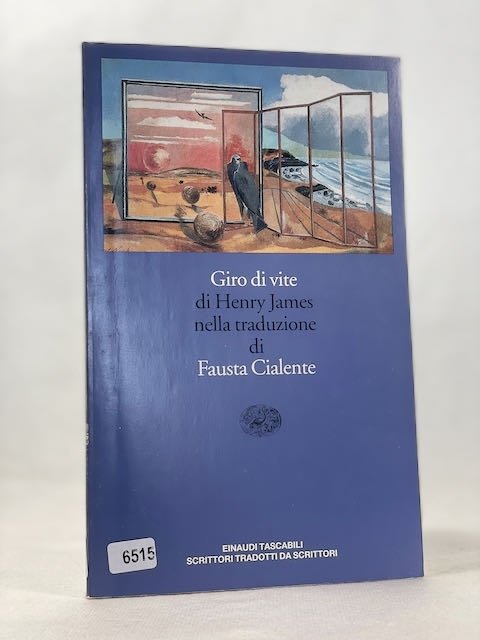 Giro di vite
di Henry James
nella traduzione
di
Fausta Cialente
6515
EINAUDI TASCABILI
SCRITTORI TRADOTTI DA SCRITTORI